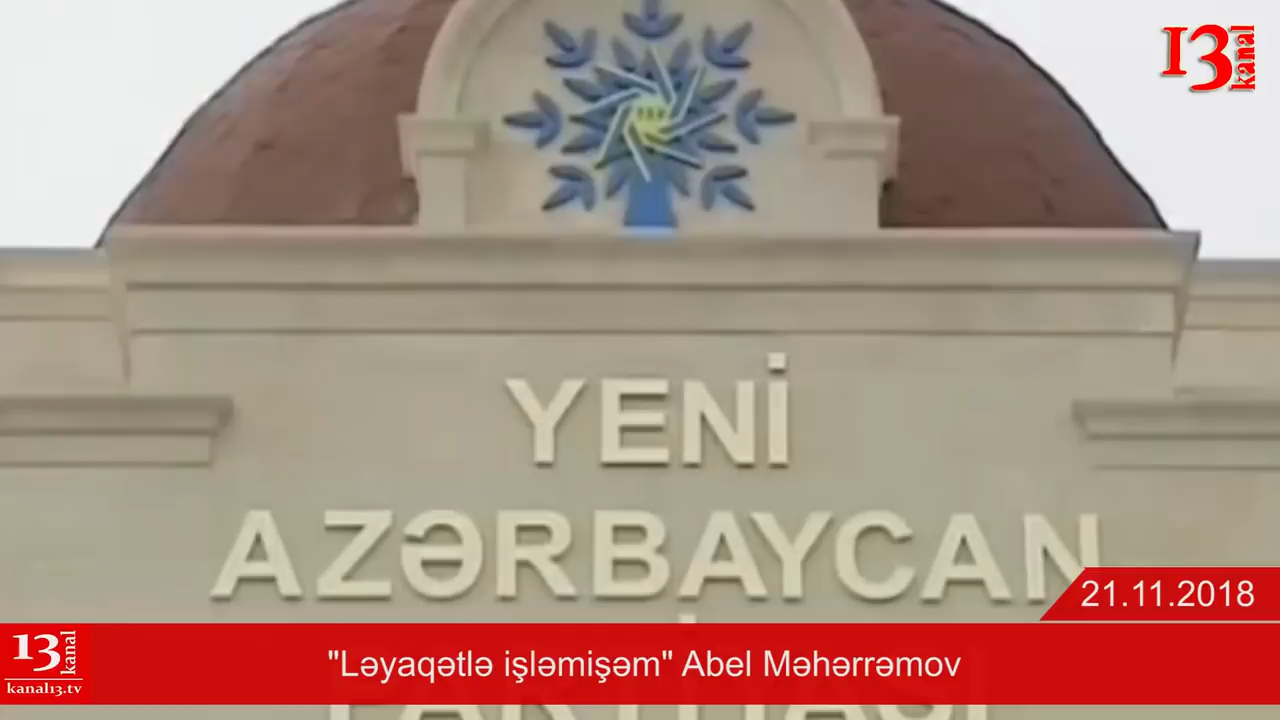 13 kanal
YENİ
AZƏRBAYCAN
21.11.2018
13 kanal
kanal13.tv
"Ləyaqətlə işləmişəm" Abel Məhərrəmov